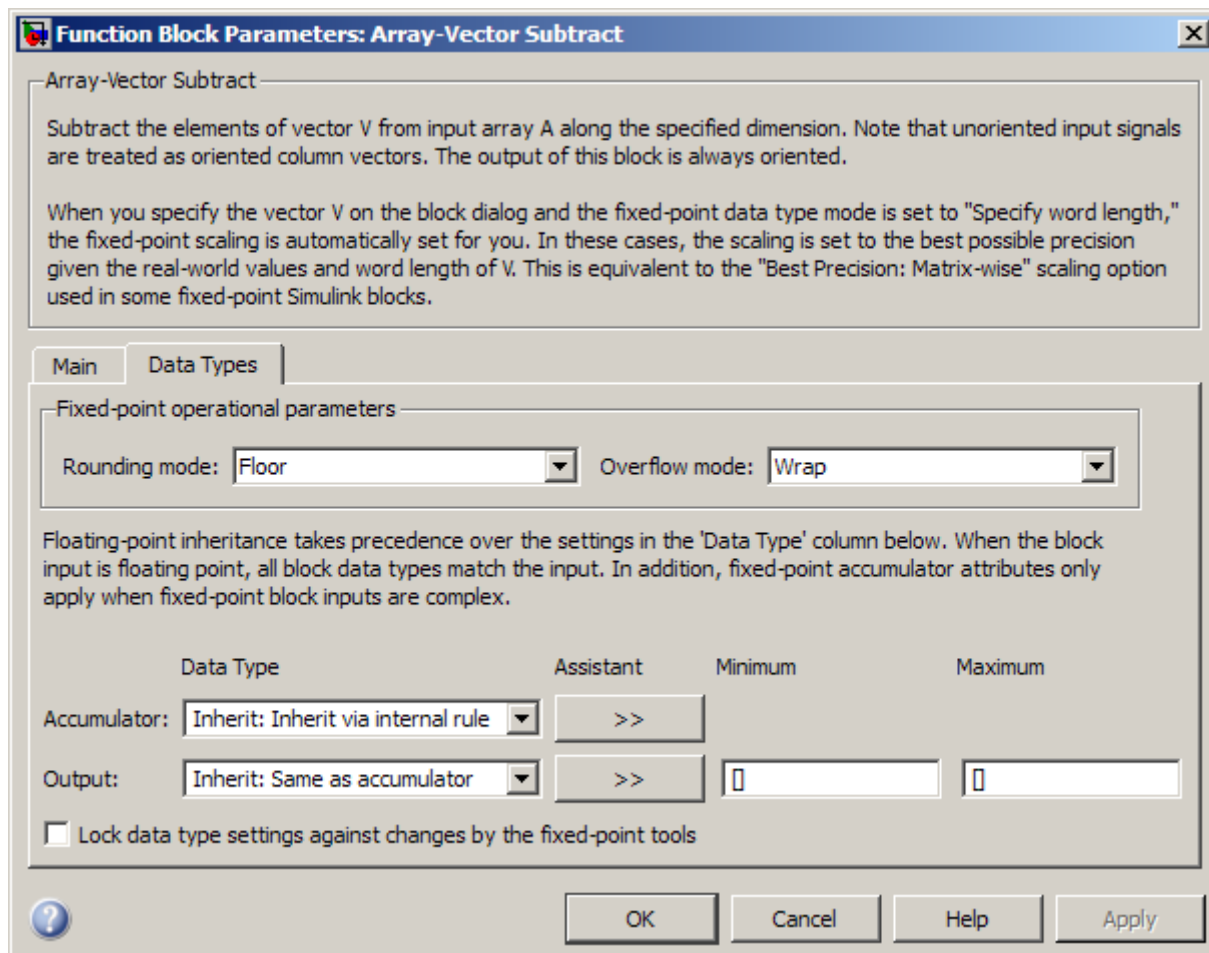 Function Block Parameters: Array-Vector Subtract
Array-Vector Subtract
Subtract the elements of vector V from input array A along the specified dimension. Note that unoriented input signals
are treated as oriented column vectors. The output of this block is always oriented.
When you specify the vector V on the block dialog and the fixed-point data type mode is set to "Specify word length,"
the fixed-point scaling is automatically set for you. In these cases, the scaling is set to the best possible precision
given the real-world values and word length of V. This is equivalent to the "Best Precision: Matrix-wise" scaling option
used in some fixed-point Simulink blocks.
Main Data Types
Fixed-point operational parameters
Rounding mode: Floor Overflow mode: Wrap
Floating-point inheritance takes precedence over the settings in the 'Data Type' column below. When the block
input is floating point, all block data types match the input. In addition, fixed-point accumulator attributes only
apply when fixed-point block inputs are complex.
Data Type Assistant Minimum Maximum
Accumulator: Inherit: Inherit via internal rule >>
Output: Inherit: Same as accumulator >> [] []
Lock data type settings against changes by the fixed-point tools
? OK Cancel Help Apply